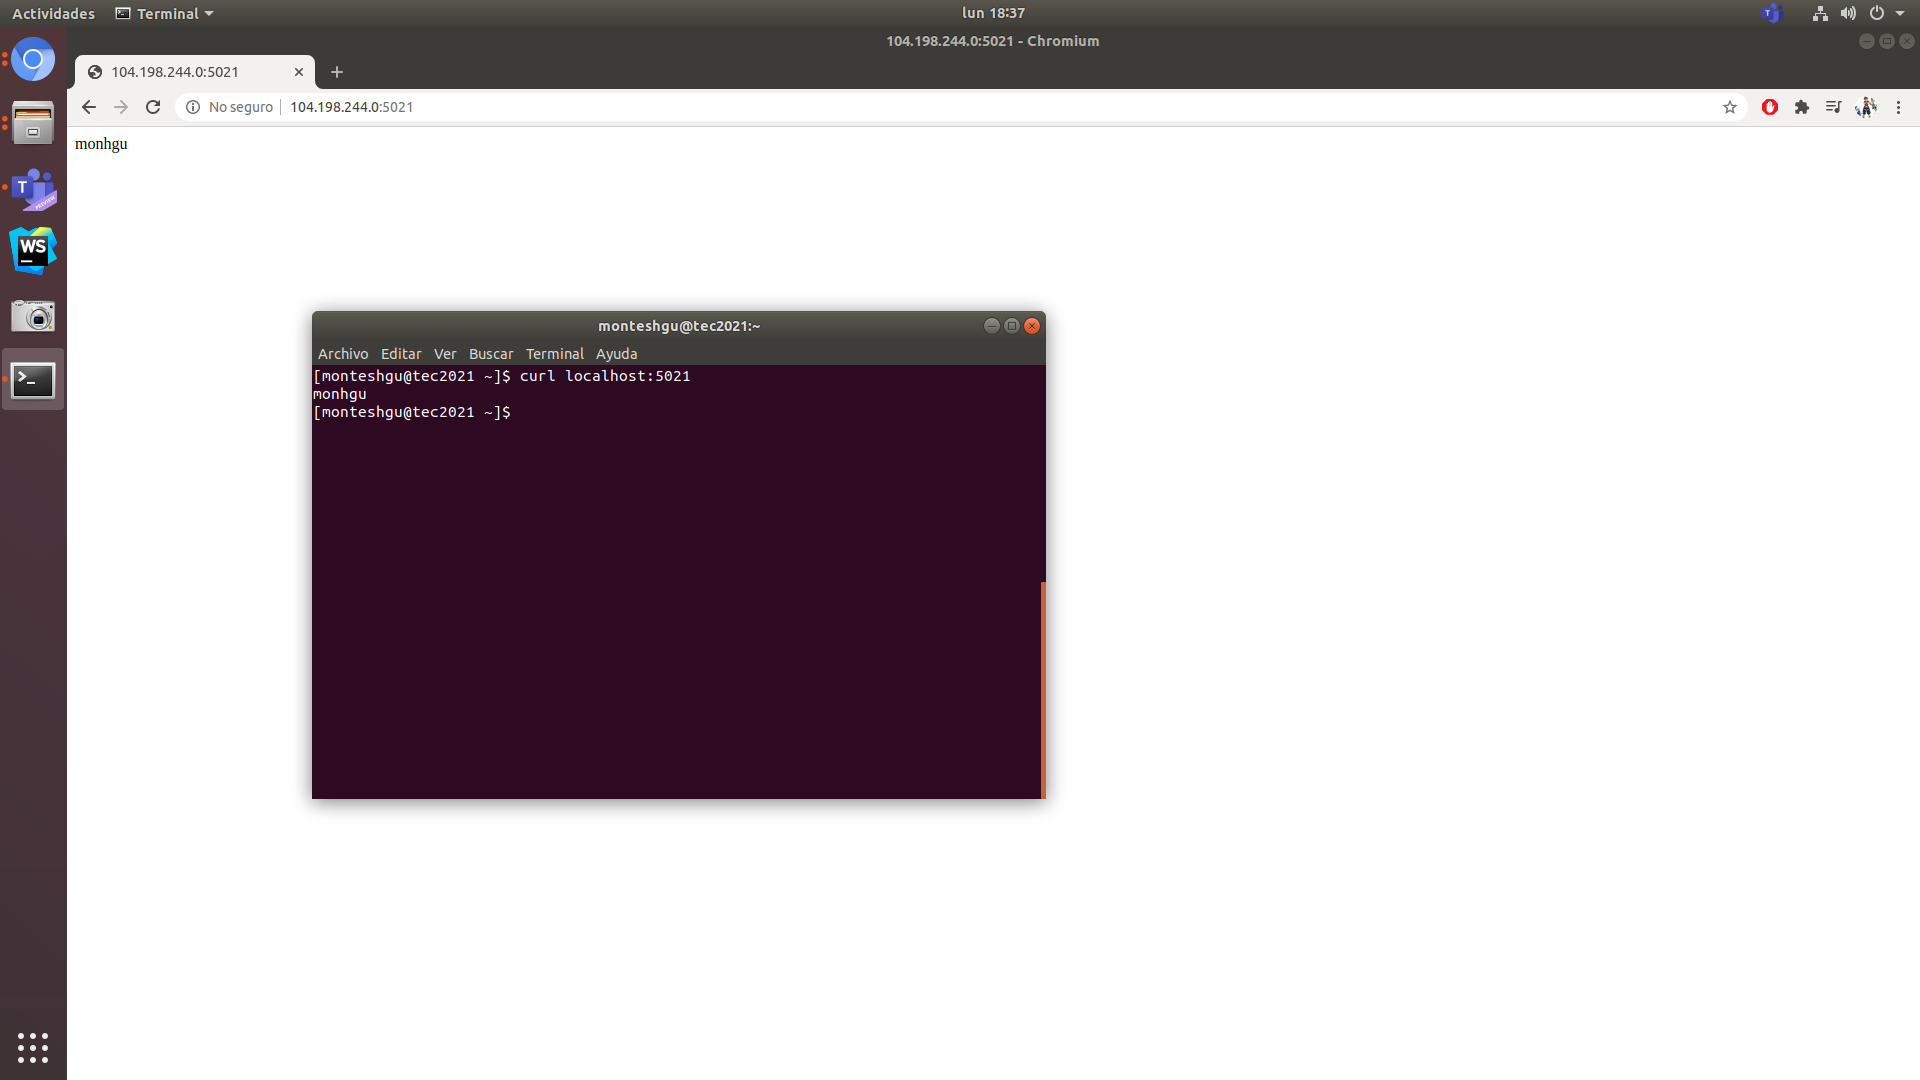 Actividades Terminal lun 18:37
104.198.244.0:5021 - Chromium
104.198.244.0:5021
No seguro 104.198.244.0:5021
monhgu
T
PREVIEW
WS
monteshgu@tec2021:~
Archivo Editar Ver Buscar Terminal Ayuda
[monteshgu@tec2021 ~]$ curl localhost:5021
monhgu
[monteshgu@tec2021 ~]$